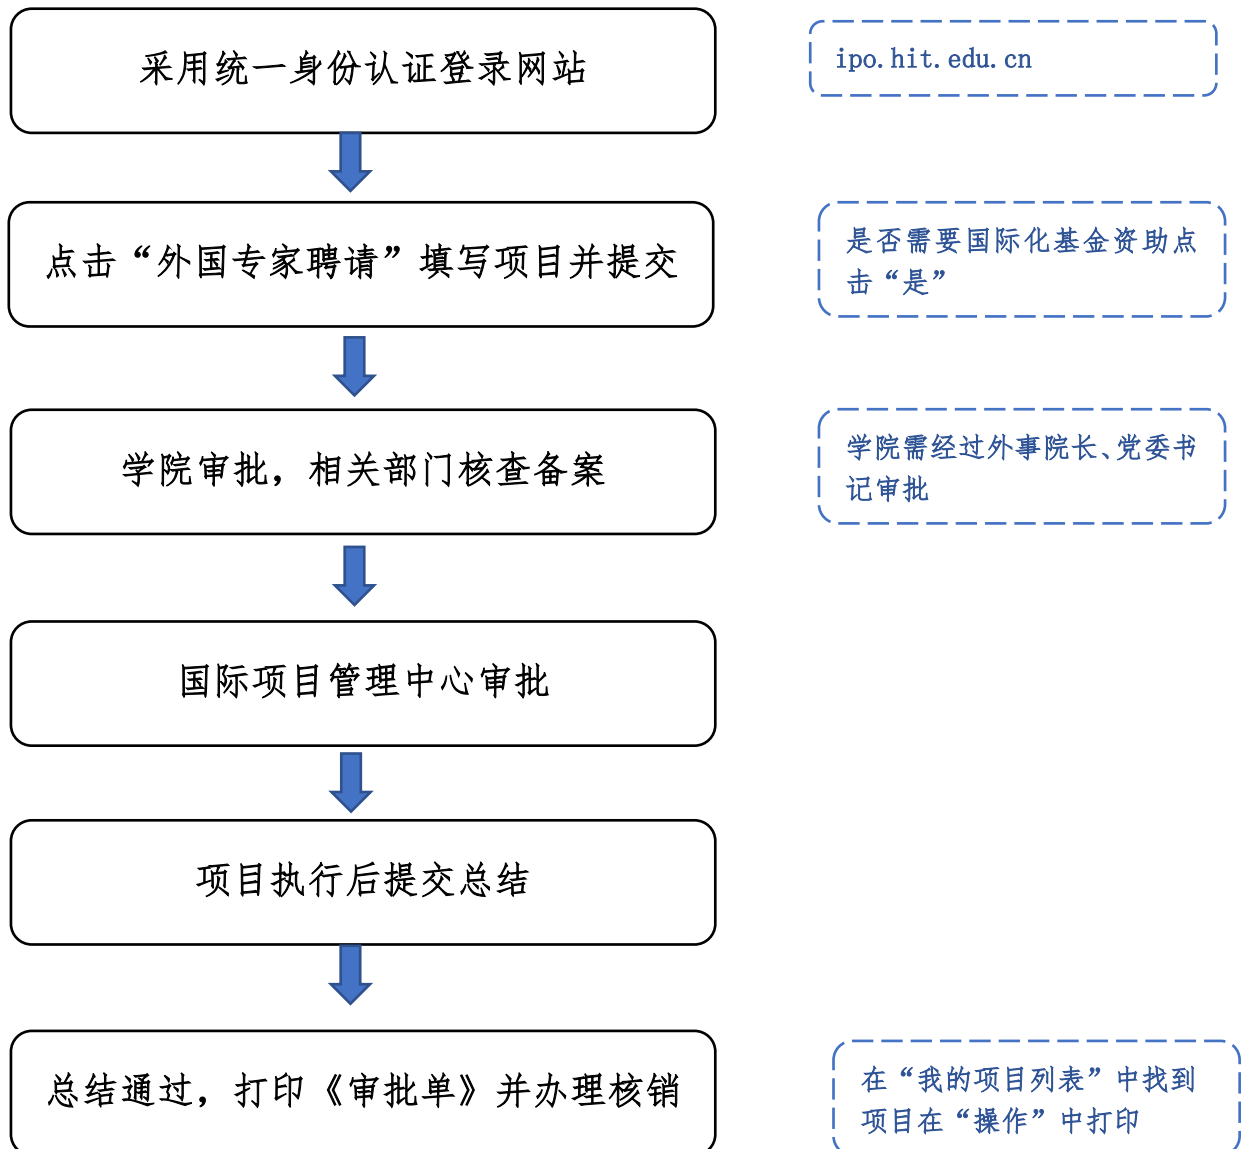 采用统一身份认证登录网站
ipo.hit.edu.cn
点击“外国专家聘请”填写项目并提交
是否需要国际化基金资助点
击“是”
学院审批，相关部门核查备案
学院需经过外事院长、党委书
记审批
国际项目管理中心审批
项目执行后提交总结
总结通过，打印《审批单》并办理核销
在“我的项目列表”中找到
项目在“操作”中打印